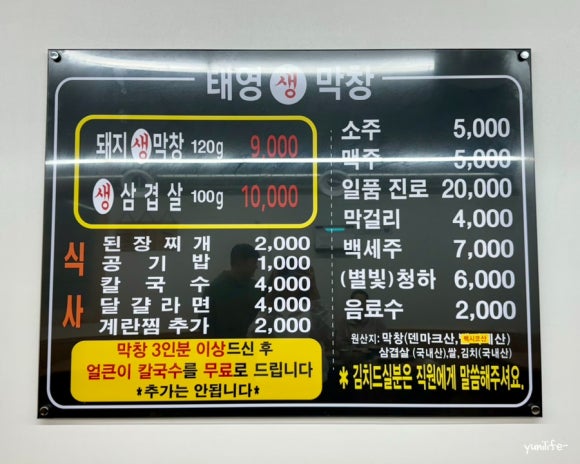 태영 생 막창
돼지 생막창 120g 9,000
생 삼겹살 100g 10,000
식사
된장찌개 2,000
공기밥 1,000
칼국수 4,000
달걀라면 4,000
계란찜 추가 2,000
막창 3인분 이상드신 후
얼큰이 칼국수를 무료로 드립니다
*추가는 안됩니다*
소주 5,000
맥주 5,000
일품 진로 20,000
막걸리 4,000
백세주 7,000
(별빛)청하 6,000
음료수 2,000
원산지: 막창(덴마크산, 멕시코산)
삼겹살 (국내산),쌀,김치(국내산)
* 김치드실분은 직원에게 말씀해주셔요.
yunilife~